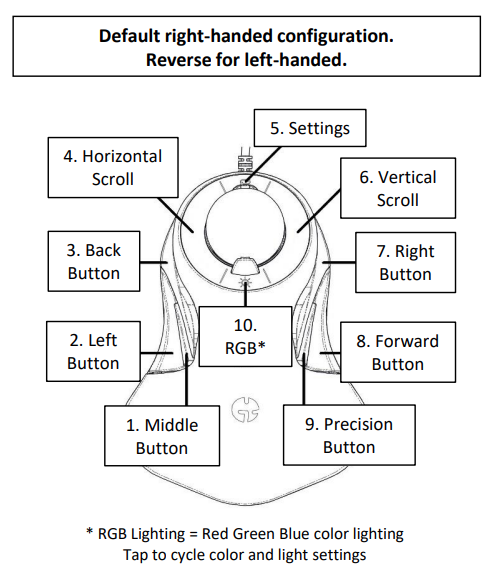 Default right-handed configuration.
Reverse for left-handed.
5. Settings
4. Horizontal
Scroll
6. Vertical
Scroll
3. Back
Button
7. Right
Button
10.
RGB*
2. Left
Button
8. Forward
Button
1. Middle
Button
9. Precision
Button
* RGB Lighting = Red Green Blue color lighting
Tap to cycle color and light settings